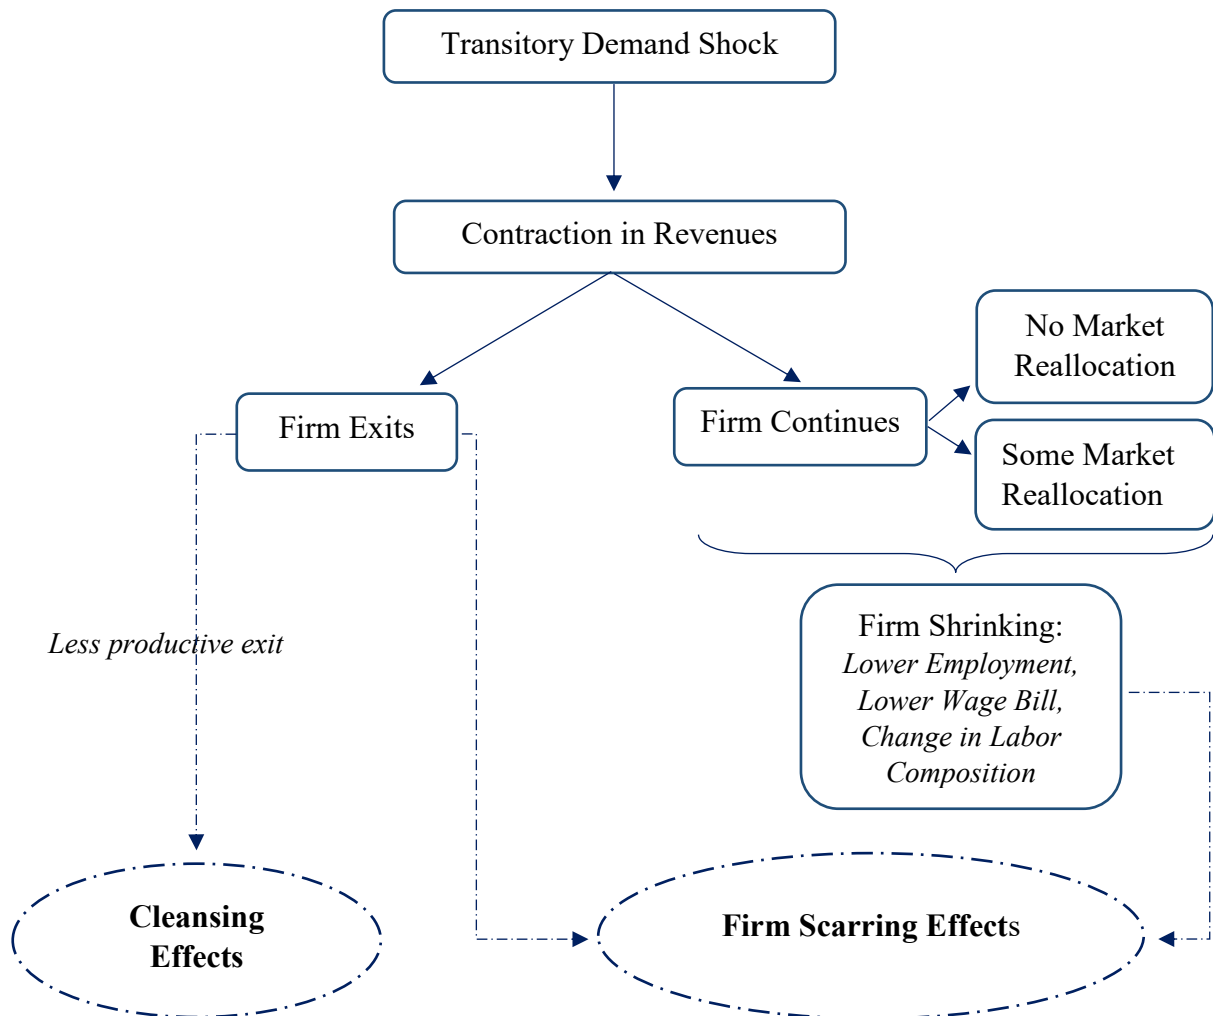 Transitory Demand Shock
Contraction in Revenues
No Market
Reallocation
Firm Exits
Firm Continues
Some Market
Reallocation
Less productive exit
Firm Shrinking:
Lower Employment,
Lower Wage Bill,
Change in Labor
Composition
Cleansing
Effects
Firm Scarring Effects